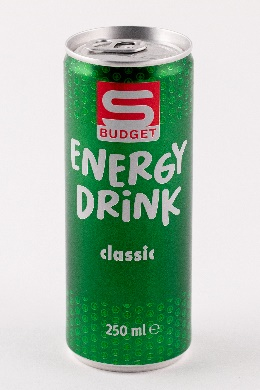 S
BUDGET
ENERGY
DRiNK
classic
250 ml ℮